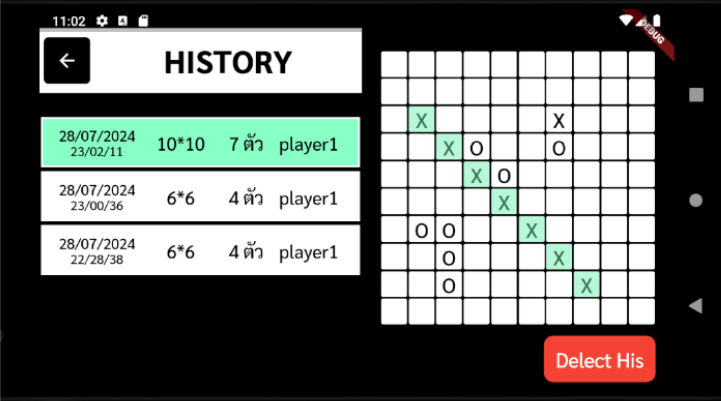 11:02
DEBUG
HISTORY
28/07/2024
23/02/11
10*10 7 ตัว player1
28/07/2024
23/00/36
6*6 4 ตัว player1
28/07/2024
22/28/38
6*6 4 ตัว player1
X X
X O O
X O
X
O O X
O X
O X
Delect His